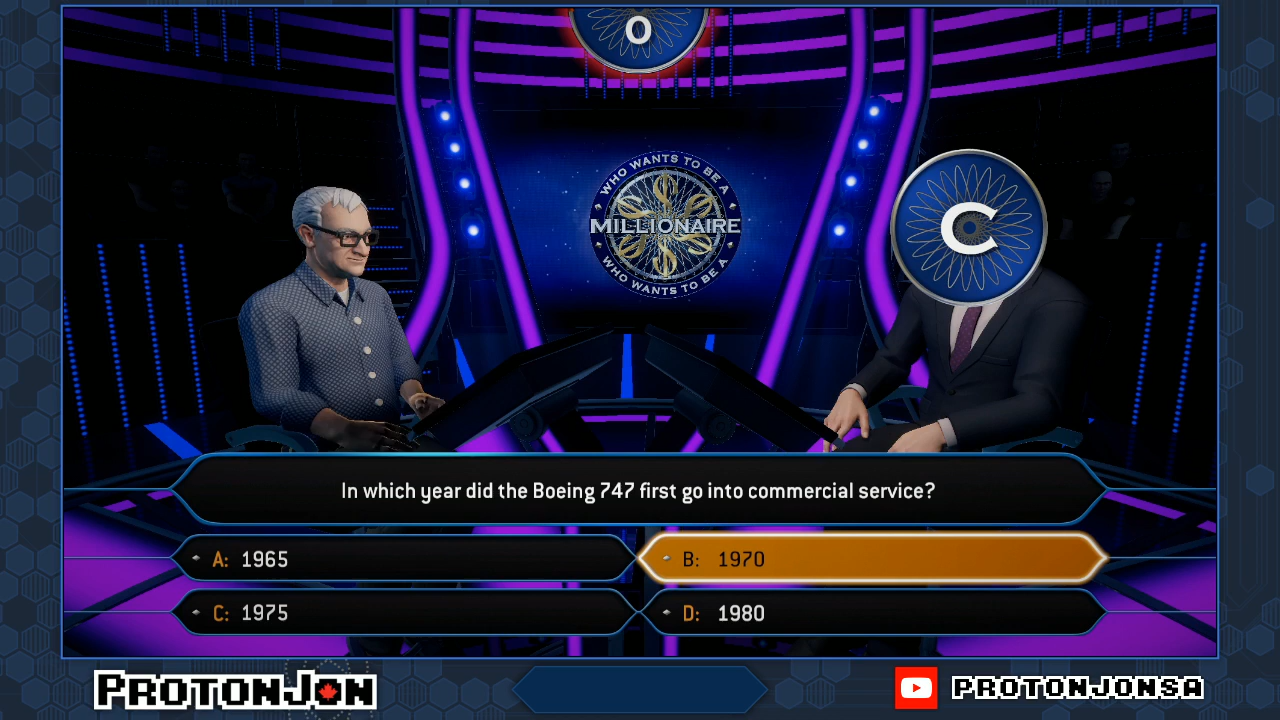 0
WHO WANTS TO BE A
MILLIONAIRE
WHO WANTS TO BE A
C
In which year did the Boeing 747 first go into commercial service?
A: 1965
B: 1970
C: 1975
D: 1980
PROTONJON
PROTONJONSA